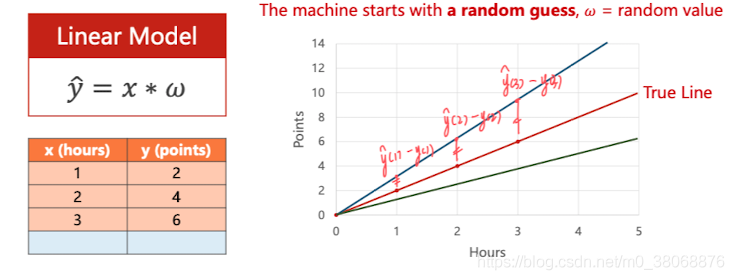 The machine starts with a random guess, ω = random value
Linear Model
ŷ = x * ω
x (hours) y (points)
1 2
2 4
3 6
Points
14
12
10
8
6
4
2
0
ŷ(1) - y(1)
ŷ(2) - y(2)
ŷ(3) - y(3)
True Line
0 1 2 3 4 5
Hours
https://blog.csdn.net/m0_38068876